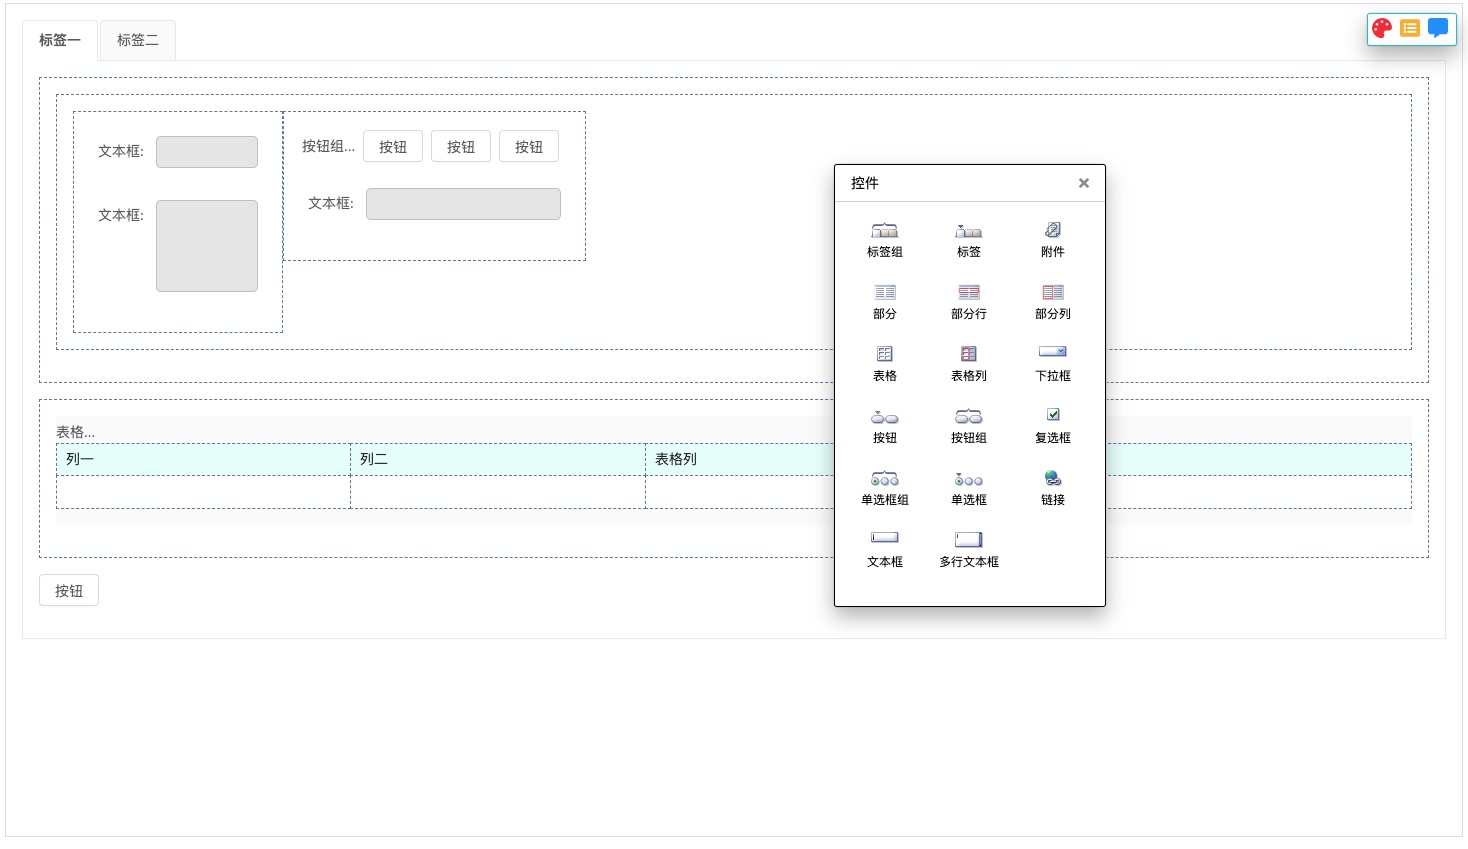 标签一 标签二
文本框:
文本框:
按钮组... 按钮 按钮 按钮
文本框:
表格...
列一 列二 表格列
按钮
控件
标签组 标签 附件
部分 部分行 部分列
表格 表格列 下拉框
按钮 按钮组 复选框
单选框组 单选框 链接
文本框 多行文本框